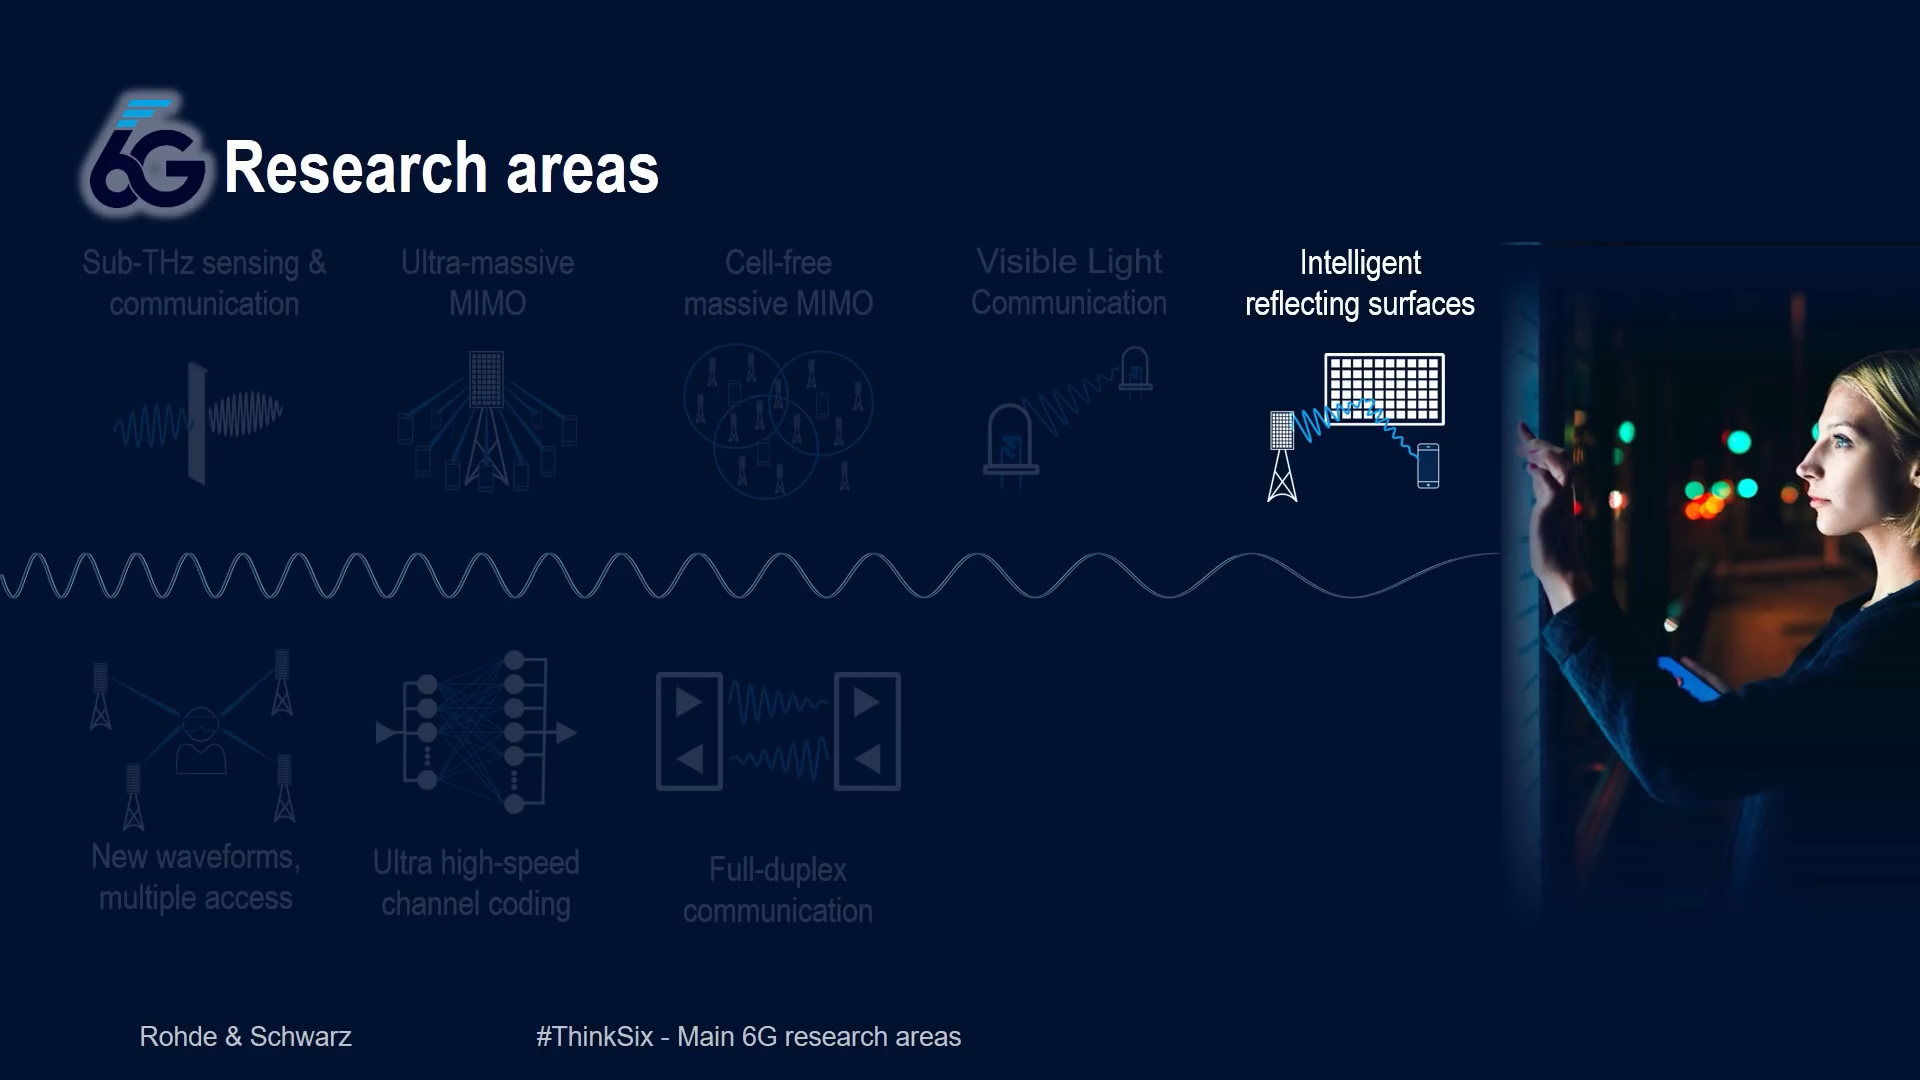 6G Research areas
Sub-THz sensing &
communication
Ultra-massive
MIMO
Cell-free
massive MIMO
Visible Light
Communication
Intelligent
reflecting surfaces
New waveforms,
multiple access
Ultra high-speed
channel coding
Full-duplex
communication
Rohde & Schwarz
#ThinkSix - Main 6G research areas